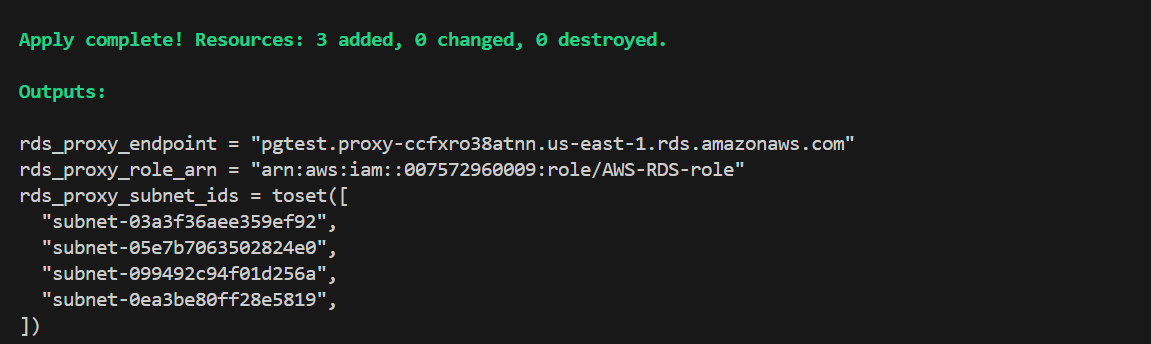 Apply complete! Resources: 3 added, 0 changed, 0 destroyed.
Outputs:
rds_proxy_endpoint = "pgtest.proxy-ccfxro38atnn.us-east-1.rds.amazonaws.com"
rds_proxy_role_arn = "arn:aws:iam::007572960009:role/AWS-RDS-role"
rds_proxy_subnet_ids = toset([
  "subnet-03a3f36aee359ef92",
  "subnet-05e7b7063502824e0",
  "subnet-099492c94f01d256a",
  "subnet-0ea3be80ff28e5819",
])